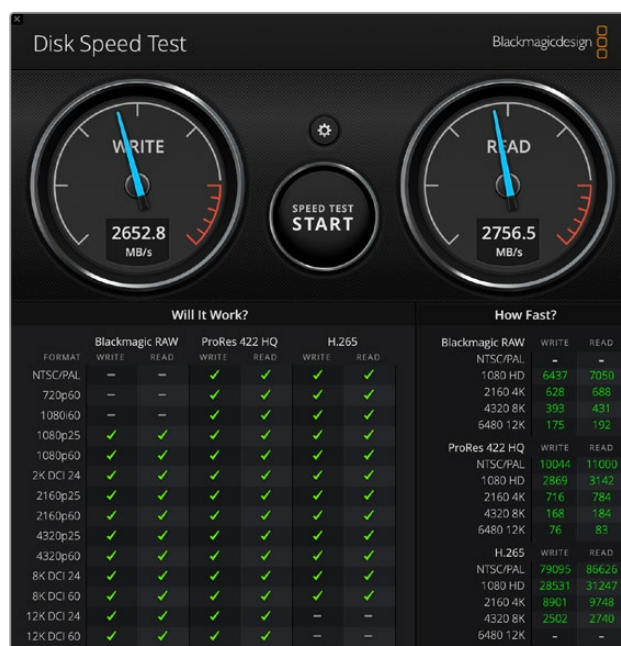 Disk Speed Test
Blackmagicdesign
WRITE
2652.8
MB/s
SPEED TEST
START
READ
2756.5
MB/s
Will It Work?
Blackmagic RAW ProRes 422 HQ H.265
FORMAT WRITE READ WRITE READ WRITE READ
NTSC/PAL – – ✓ ✓ ✓ ✓
720p60 – – ✓ ✓ ✓ ✓
1080i60 – – ✓ ✓ ✓ ✓
1080p25 ✓ ✓ ✓ ✓ ✓ ✓
1080p60 ✓ ✓ ✓ ✓ ✓ ✓
2K DCI 24 ✓ ✓ ✓ ✓ ✓ ✓
2160p25 ✓ ✓ ✓ ✓ ✓ ✓
2160p60 ✓ ✓ ✓ ✓ ✓ ✓
4320p25 ✓ ✓ ✓ ✓ ✓ ✓
4320p60 ✓ ✓ ✓ ✓ ✓ ✓
8K DCI 24 ✓ ✓ ✓ ✓ ✓ ✓
8K DCI 60 ✓ ✓ ✓ ✓ ✓ ✓
12K DCI 24 ✓ ✓ ✓ ✓ – –
12K DCI 60 ✓ ✓ ✓ ✓ – –
How Fast?
Blackmagic RAW WRITE READ
NTSC/PAL – –
1080 HD 6437 7050
2160 4K 628 688
4320 8K 393 431
6480 12K 175 192
ProRes 422 HQ WRITE READ
NTSC/PAL 10044 11000
1080 HD 2869 3142
2160 4K 716 784
4320 8K 168 184
6480 12K 76 83
H.265 WRITE READ
NTSC/PAL 79095 86626
1080 HD 28531 31247
2160 4K 8901 9748
4320 8K 2502 2740
6480 12K – –